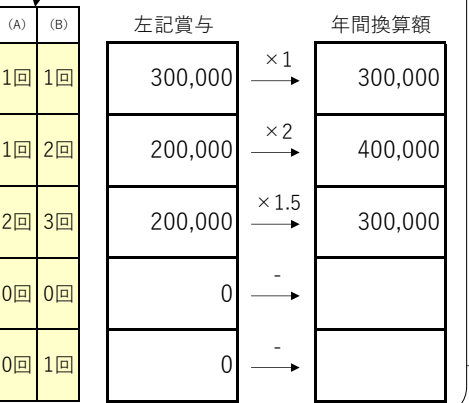 (A) (B) 左記賞与 年間換算額
1回 1回 300,000 ×1 300,000
1回 2回 200,000 ×2 400,000
2回 3回 200,000 ×1.5 300,000
0回 0回 0 -
0回 1回 0 -